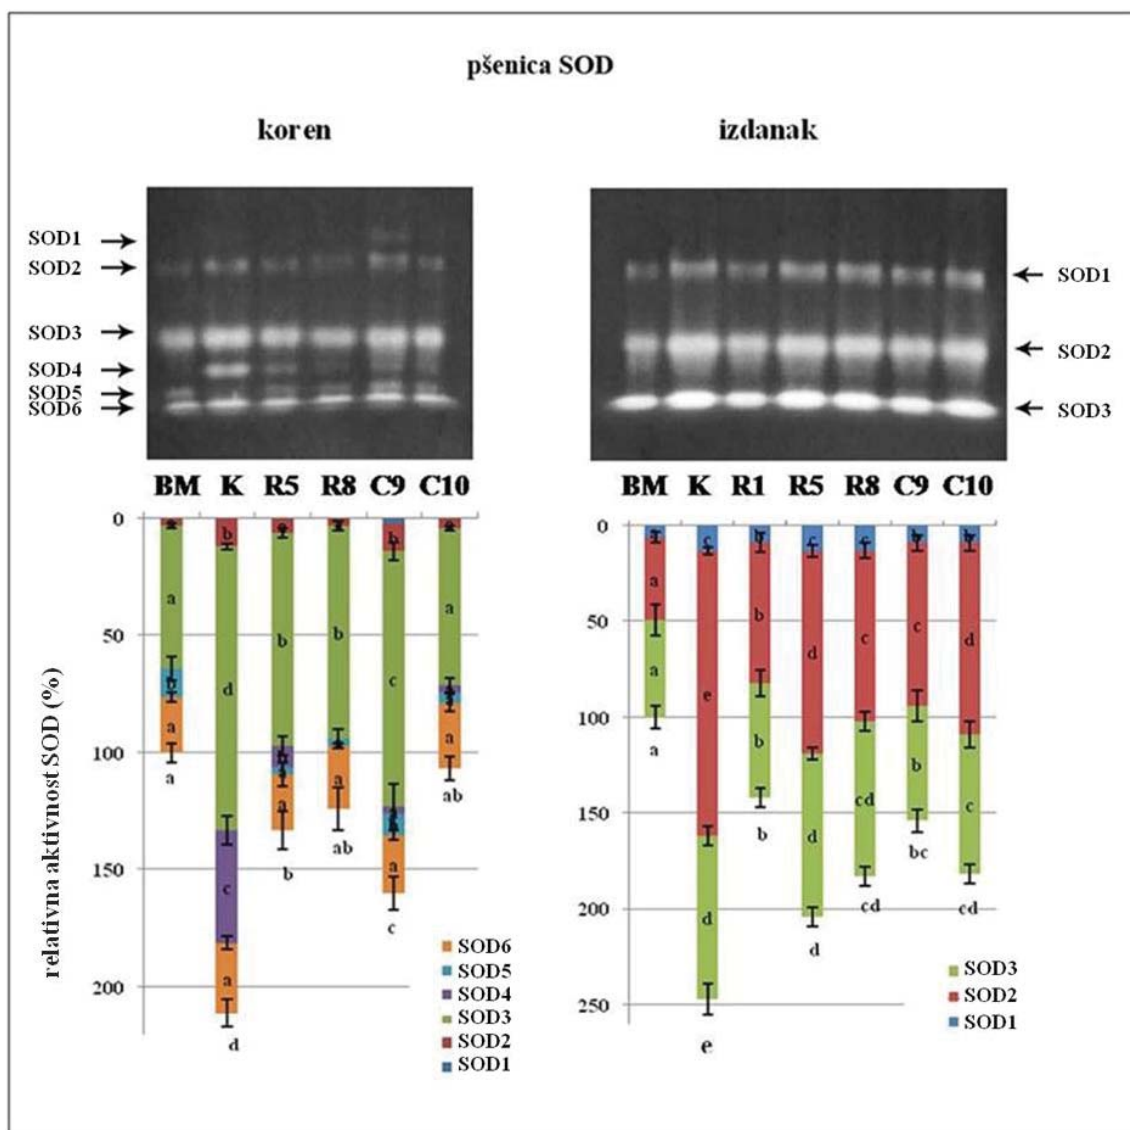 pšenica SOD
koren
izdanak
SOD1
SOD2
SOD3
SOD4
SOD5
SOD6
SOD1
SOD2
SOD3
BM K R5 R8 C9 C10
BM K R1 R5 R8 C9 C10
relativna aktivnost SOD (%)
0
50
100
150
200
b
b
a
d
b
b
c
a
b
c
a
a
a
a
a
a
a
d
b
ab
c
ab
SOD6
SOD5
SOD4
SOD3
SOD2
SOD1
0
50
100
150
200
250
a
c
b
c
c
b
b
a
e
b
d
c
c
d
a
d
b
d
cd
b
c
a
e
b
d
cd
bc
cd
SOD3
SOD2
SOD1